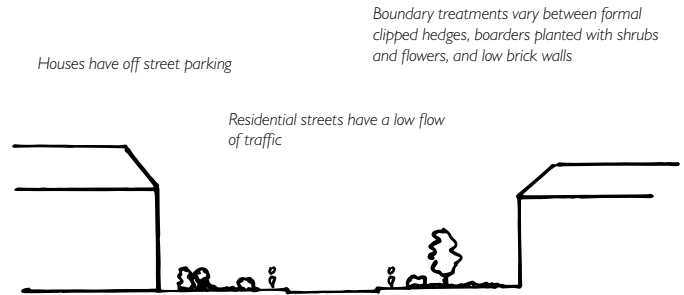 Boundary treatments vary between formal
clipped hedges, boarders planted with shrubs
and flowers, and low brick walls
Houses have off street parking
Residential streets have a low flow
of traffic